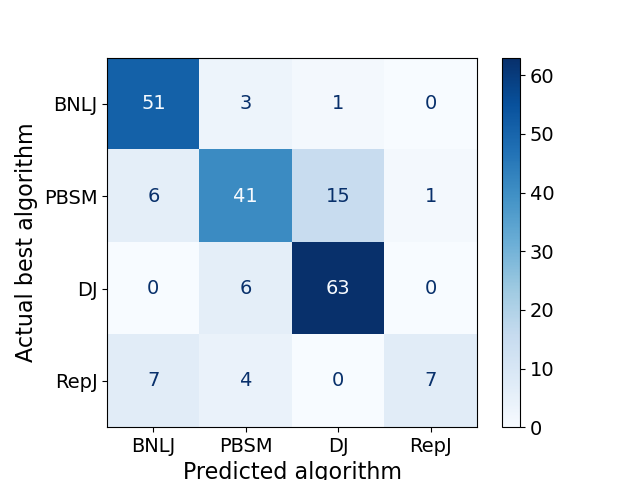 BNLJ 51 3 1 0
PBSM 6 41 15 1
DJ 0 6 63 0
RepJ 7 4 0 7
BNLJ PBSM DJ RepJ
Predicted algorithm
Actual best algorithm
60
50
40
30
20
10
0